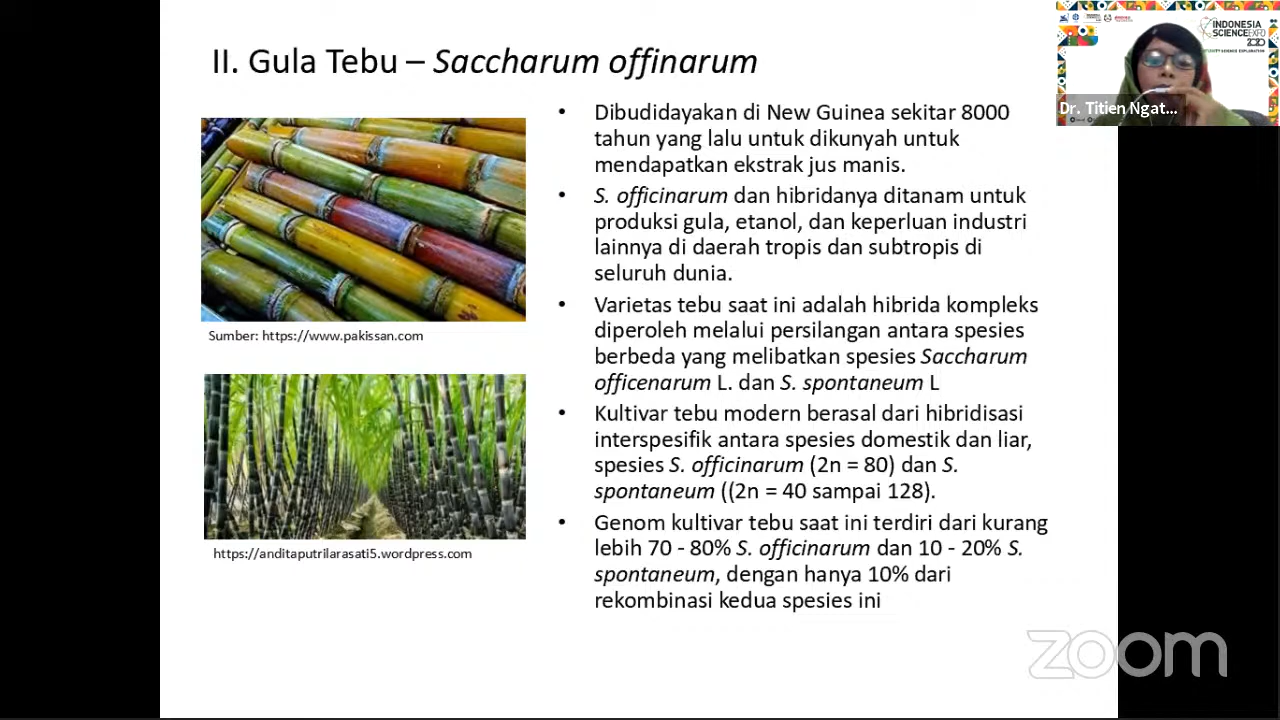 II. Gula Tebu – Saccharum offinarum
Sumber: https://www.pakissan.com
https://anditaputrilarasati5.wordpress.com
• Dibudidayakan di New Guinea sekitar 8000
tahun yang lalu untuk dikunyah untuk
mendapatkan ekstrak jus manis.
• S. officinarum dan hibridanya ditanam untuk
produksi gula, etanol, dan keperluan industri
lainnya di daerah tropis dan subtropis di
seluruh dunia.
• Varietas tebu saat ini adalah hibrida kompleks
diperoleh melalui persilangan antara spesies
berbeda yang melibatkan spesies Saccharum
officenarum L. dan S. spontaneum L
• Kultivar tebu modern berasal dari hibridisasi
interspesifik antara spesies domestik dan liar,
spesies S. officinarum (2n = 80) dan S.
spontaneum ((2n = 40 sampai 128).
• Genom kultivar tebu saat ini terdiri dari kurang
lebih 70 - 80% S. officinarum dan 10 - 20% S.
spontaneum, dengan hanya 10% dari
rekombinasi kedua spesies ini
INDONESIA
SCIENCE EXPO
2020
Dr. Titien Ngat...
zoom